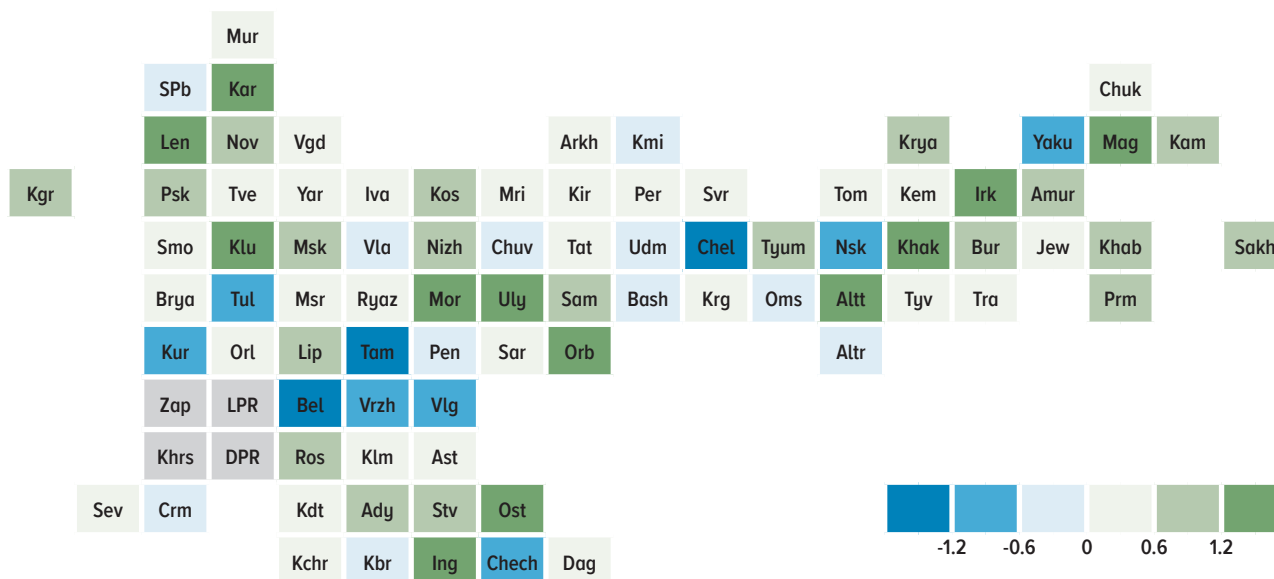 Mur
SPb Kar Chuk
Len Nov Vgd Arkh Kmi Krya Yaku Mag Kam
Kgr Psk Tve Yar Iva Kos Mri Kir Per Svr Tom Kem Irk Amur
Smo Klu Msk Vla Nizh Chuv Tat Udm Chel Tyum Nsk Khak Bur Jew Khab Sakh
Brya Tul Msr Ryaz Mor Uly Sam Bash Krg Oms Altt Tyv Tra Prm
Kur Orl Lip Tam Pen Sar Orb Altr
Zap LPR Bel Vrzh Vlg
Khrs DPR Ros Klm Ast
Sev Crm Kdt Ady Stv Ost
-1.2 -0.6 0 0.6 1.2
Kchr Kbr Ing Chech Dag